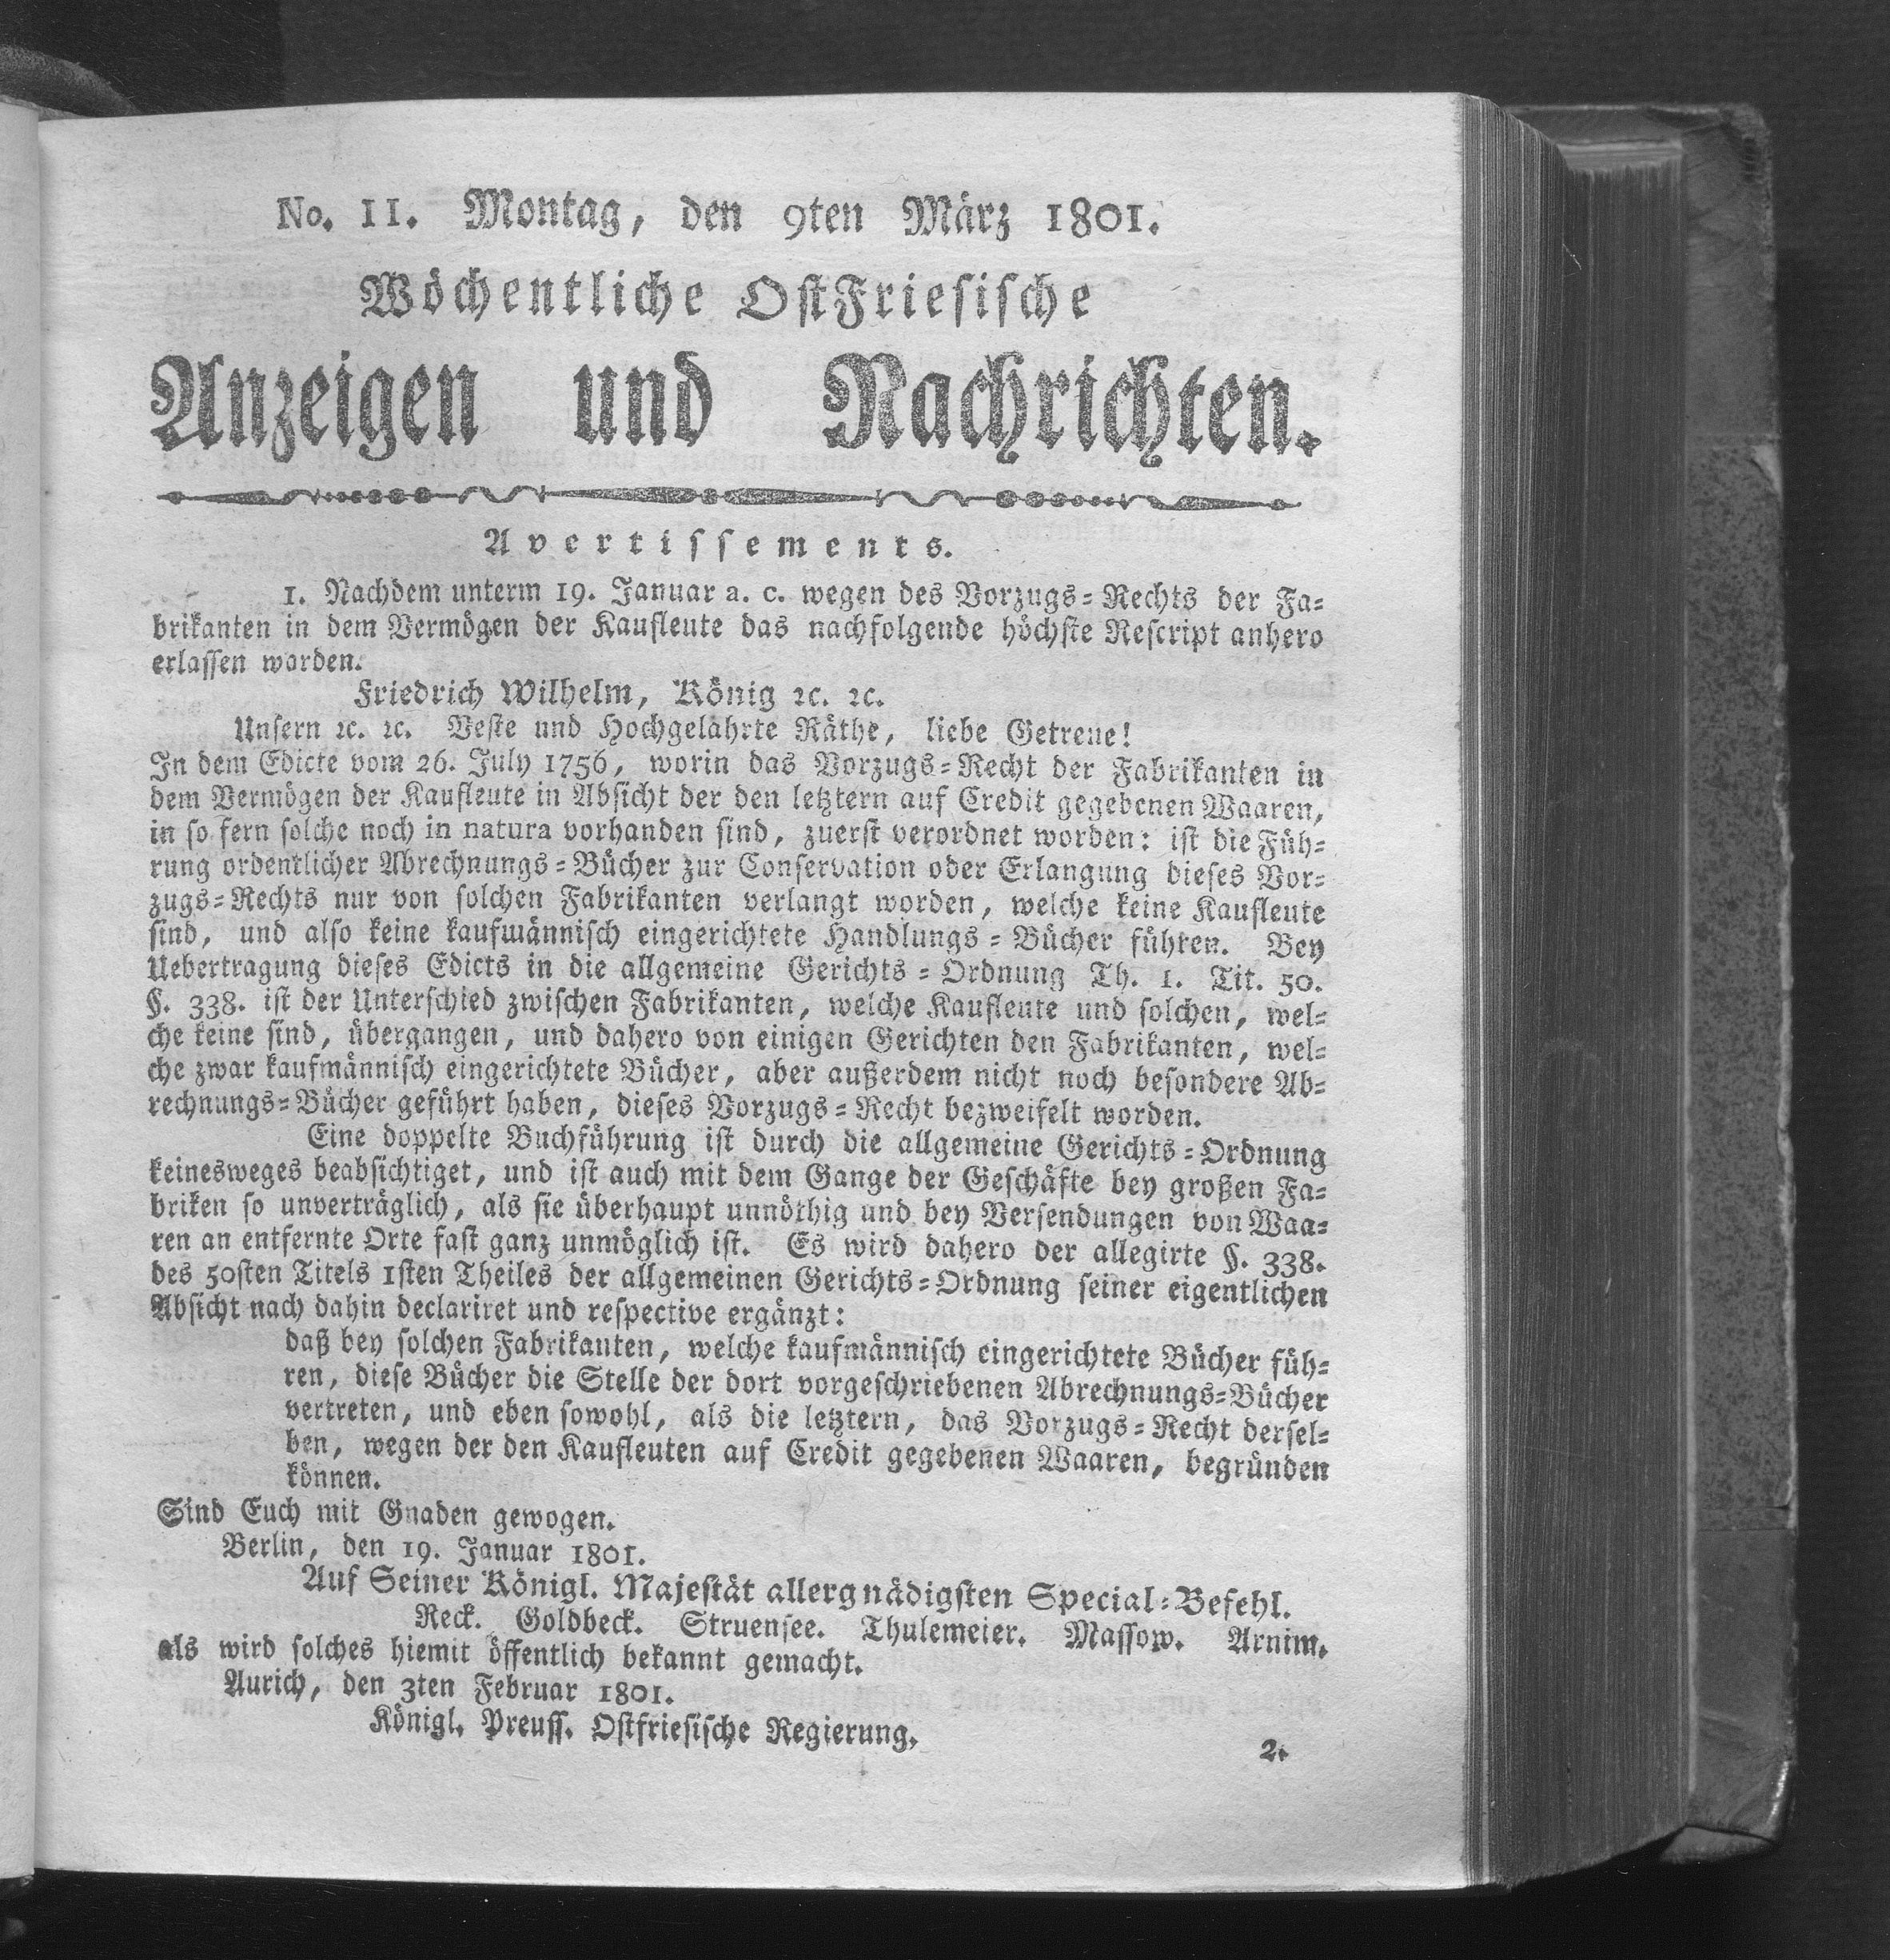 No. 11. Montag, den 9ten März 1801.
Wöchentliche OstFriesische
Anzeigen und Nachrichten.
Avertissements.
1. Nachdem unterm 19. Januar a. c. wegen des Vorzugs-Rechts der Fa-
brikanten in dem Vermögen der Kaufleute das nachfolgende höchste Rescript anhero
erlassen worden.
Friedrich Wilhelm, König ꝛc. ꝛc.
Unsern ꝛc. ꝛc. Veste und Hochgelährte Räthe, liebe Getreue!
In dem Edicte vom 26. July 1756, worin das Vorzugs-Recht der Fabrikanten in
dem Vermögen der Kaufleute in Absicht der den letztern auf Credit gegebenen Waaren,
in so fern solche noch in natura vorhanden sind, zuerst verordnet worden: ist die Füh-
rung ordentlicher Abrechnungs-Bücher zur Conservation oder Erlangung dieses Vor-
zugs-Rechts nur von solchen Fabrikanten verlangt worden, welche keine Kaufleute
sind, und also keine kaufmännisch eingerichtete Handlungs-Bücher führen. Bey
Uebertragung dieses Edicts in die allgemeine Gerichts-Ordnung Th. 1. Tit. 50.
§. 338. ist der Unterschied zwischen Fabrikanten, welche Kaufleute und solchen, wel-
che keine sind, übergangen, und dahero von einigen Gerichten den Fabrikanten, wel-
che zwar kaufmännisch eingerichtete Bücher, aber außerdem nicht noch besondere Ab-
rechnungs-Bücher geführt haben, dieses Vorzugs-Recht bezweifelt worden.
Eine doppelte Buchführung ist durch die allgemeine Gerichts-Ordnung
keinesweges beabsichtiget, und ist auch mit dem Gange der Geschäfte bey großen Fa-
briken so unverträglich, als sie überhaupt unnöthig und bey Versendungen von Waa-
ren an entfernte Orte fast ganz unmöglich ist. Es wird dahero der allegirte §. 338.
des 50sten Titels 1sten Theiles der allgemeinen Gerichts-Ordnung seiner eigentlichen
Absicht nach dahin declariret und respective ergänzt:
daß bey solchen Fabrikanten, welche kaufmännisch eingerichtete Bücher füh-
ren, diese Bücher die Stelle der dort vorgeschriebenen Abrechnungs-Bücher
vertreten, und eben sowohl, als die letztern, das Vorzugs-Recht dersel-
ben, wegen der den Kaufleuten auf Credit gegebenen Waaren, begründen
können.
Sind Euch mit Gnaden gewogen.
Berlin, den 19. Januar 1801.
Auf Seiner Königl. Majestät allergnädigsten Special-Befehl.
Reck. Goldbeck. Struensee. Thulemeier. Massow. Arnim.
als wird solches hiemit öffentlich bekannt gemacht.
Aurich, den 3ten Februar 1801.
Königl. Preuss. Ostfriesische Regierung.
2.